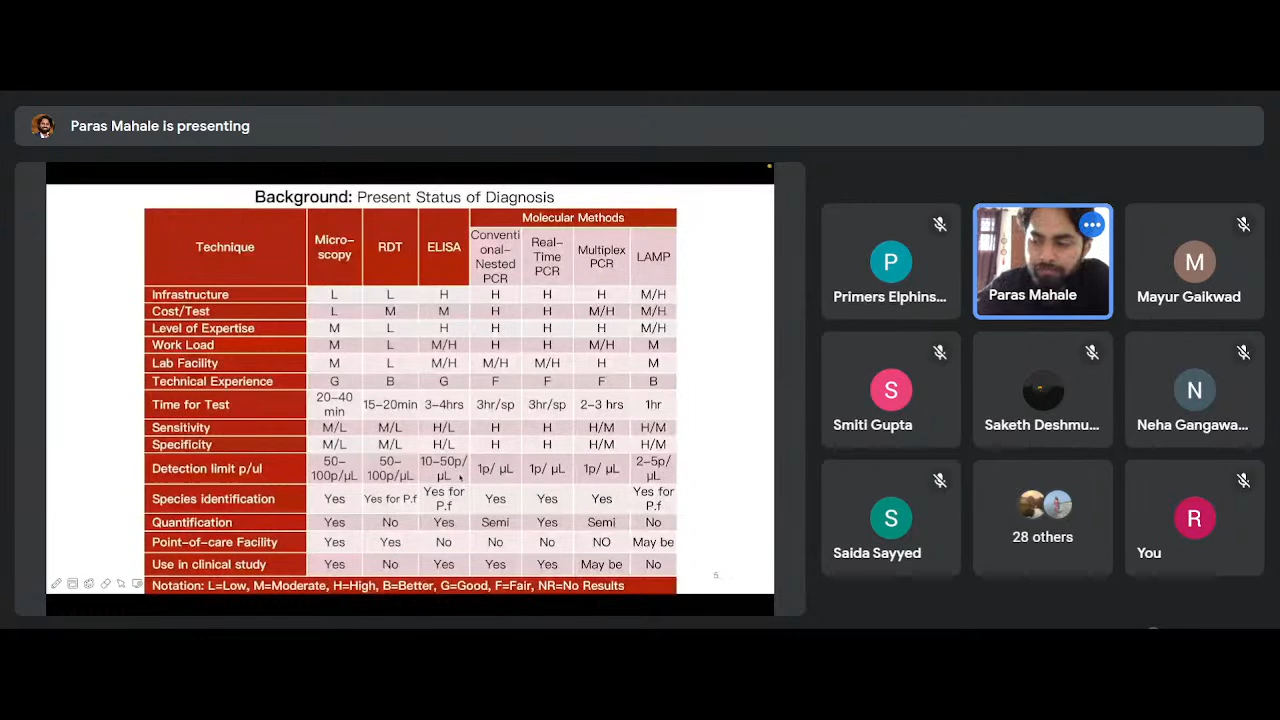 Paras Mahale is presenting
Background: Present Status of Diagnosis
Technique
Micro-
scopy
RDT
ELISA
Molecular Methods
Conventi
onal-
Nested
PCR
Real-
Time
PCR
Multiplex
PCR
LAMP
Infrastructure L L H H H H M/H
Cost/Test L M M H H M/H M/H
Level of Expertise M L H H H H M/H
Work Load M L M/H H H M/H M
Lab Facility M L M/H M/H M/H H M
Technical Experience G B G F F F B
Time for Test 20-40 min 15-20min 3-4hrs 3hr/sp 3hr/sp 2-3 hrs 1hr
Sensitivity M/L M/L H/L H H H/M H/M
Specificity M/L M/L H/L H H H/M H/M
Detection limit p/ul 50-100p/µL 50-100p/µL 10-50p/µL 1p/ µL 1p/ µL 1p/ µL 2-5p/µL
Species identification Yes Yes for P.f Yes for P.f Yes Yes Yes Yes for P.f
Quantification Yes No Yes Semi Yes Semi No
Point-of-care Facility Yes Yes No No No NO May be
Use in clinical study Yes No Yes Yes Yes May be No
Notation: L=Low, M=Moderate, H=High, B=Better, G=Good, F=Fair, NR=No Results
5
P
Primers Elphins...
Paras Mahale
M
Mayur Gaikwad
S
Smiti Gupta
Saketh Deshmu...
N
Neha Gangawa...
S
Saida Sayyed
28 others
R
You